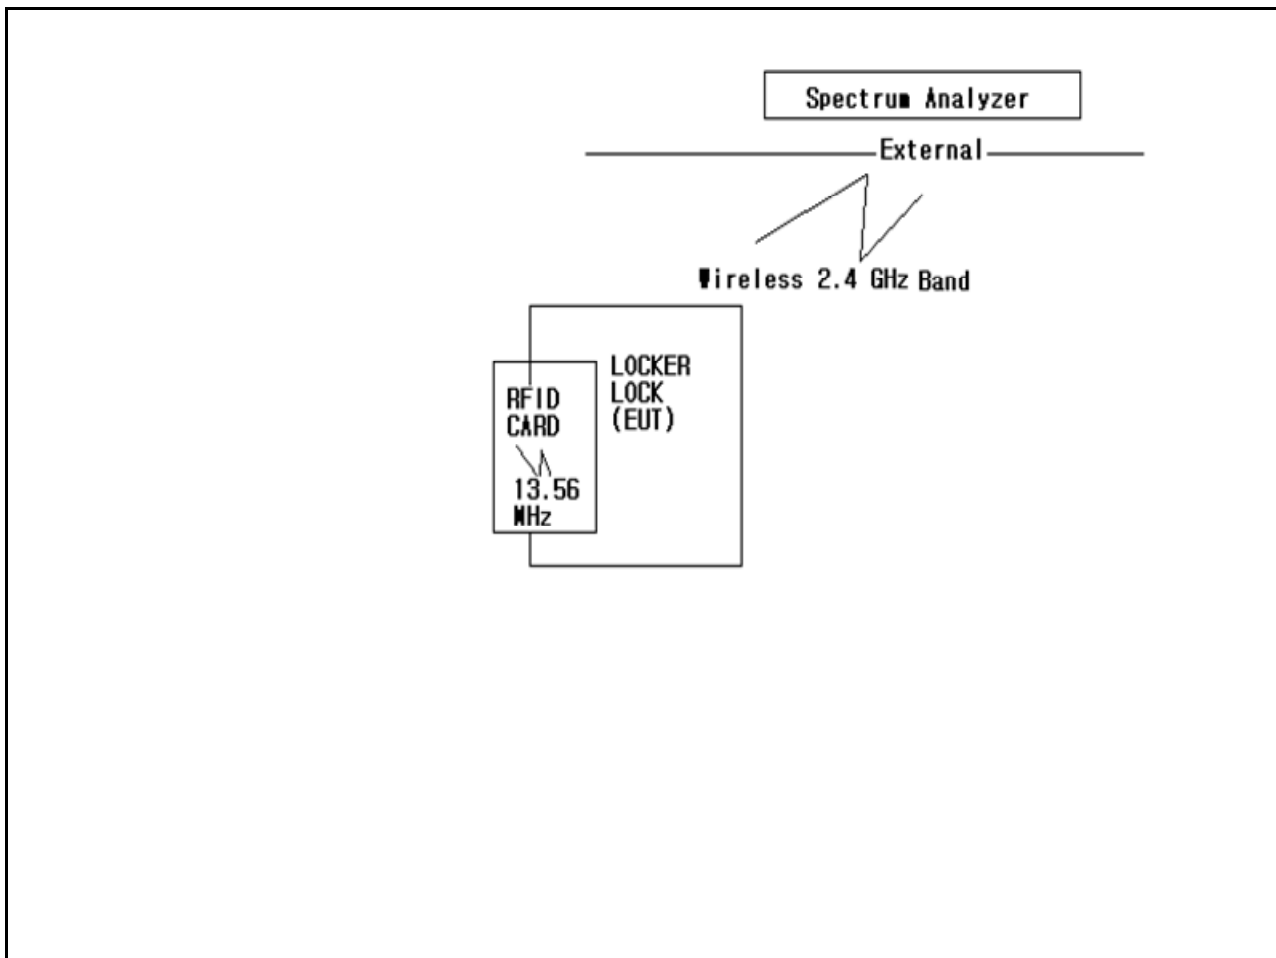 Spectrum Analyzer
External
Wireless 2.4 GHz Band
LOCKER
LOCK
(EUT)
RFID
CARD
13.56
MHz